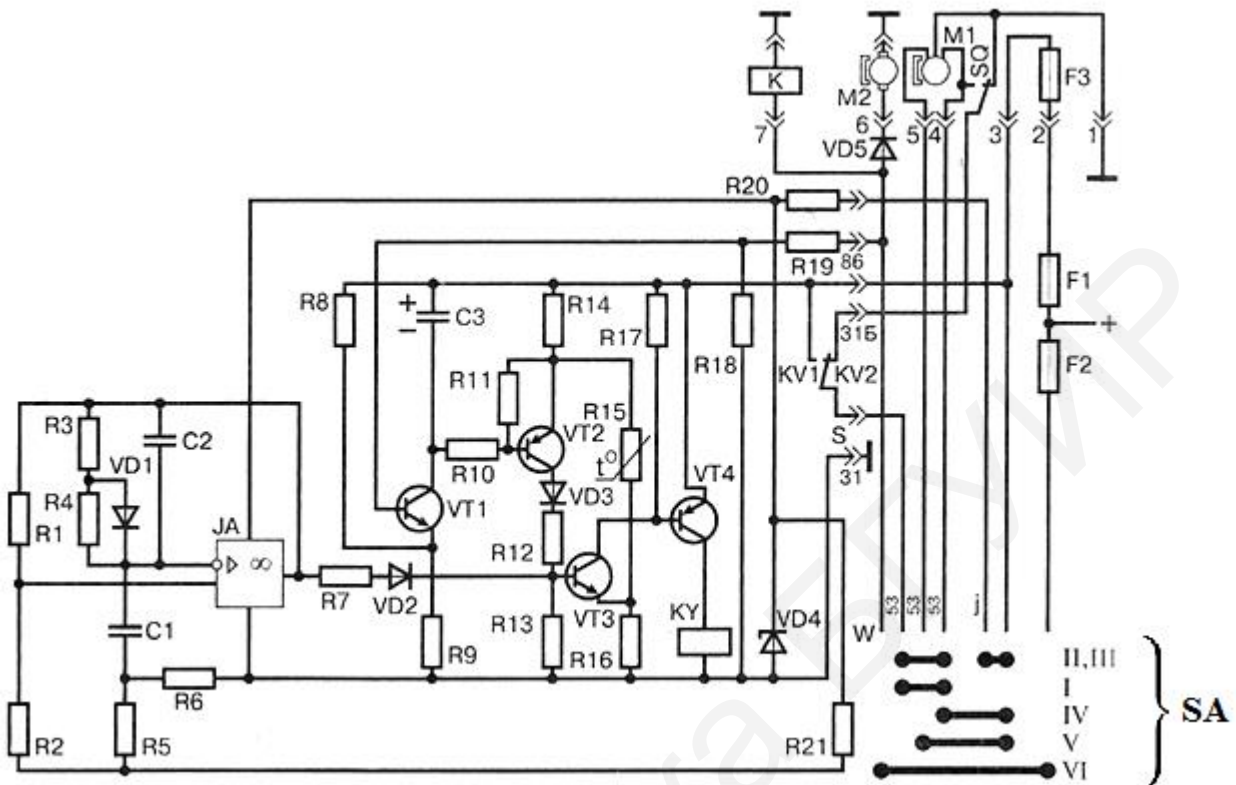 K
M2
M1
SQ
F3
7
6
5
4
3
2
1
VD5
R20
R19
86
F1
+
R8
+
−
C3
R14
R17
R18
31Б
KV1
KV2
F2
R11
R15
t°
R3
C2
VT2
S
R10
31
VD1
VT4
VD3
R4
VT1
R1
JA
R12
∞
R7
VD2
VT3
C1
R13
R16
KY
VD4
W
53
53
53
j
R9
II,III
R6
I
IV
SA
R2
R5
R21
V
VI
БГУИР